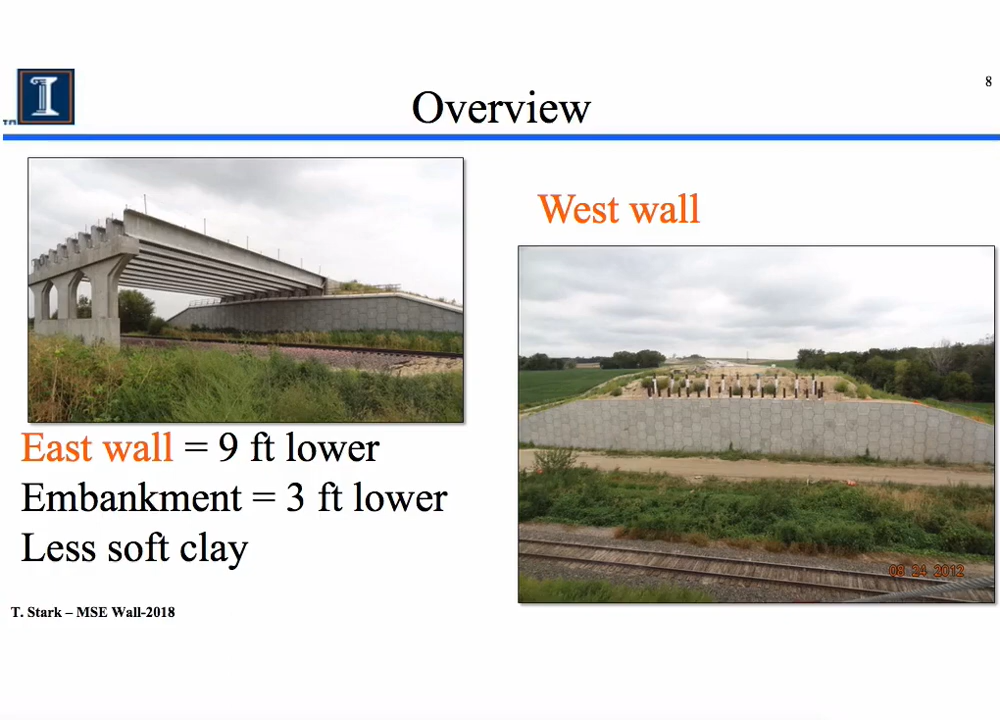 8
Overview
I
TM
West wall
East wall = 9 ft lower
Embankment = 3 ft lower
Less soft clay
08 24 2012
T. Stark – MSE Wall-2018